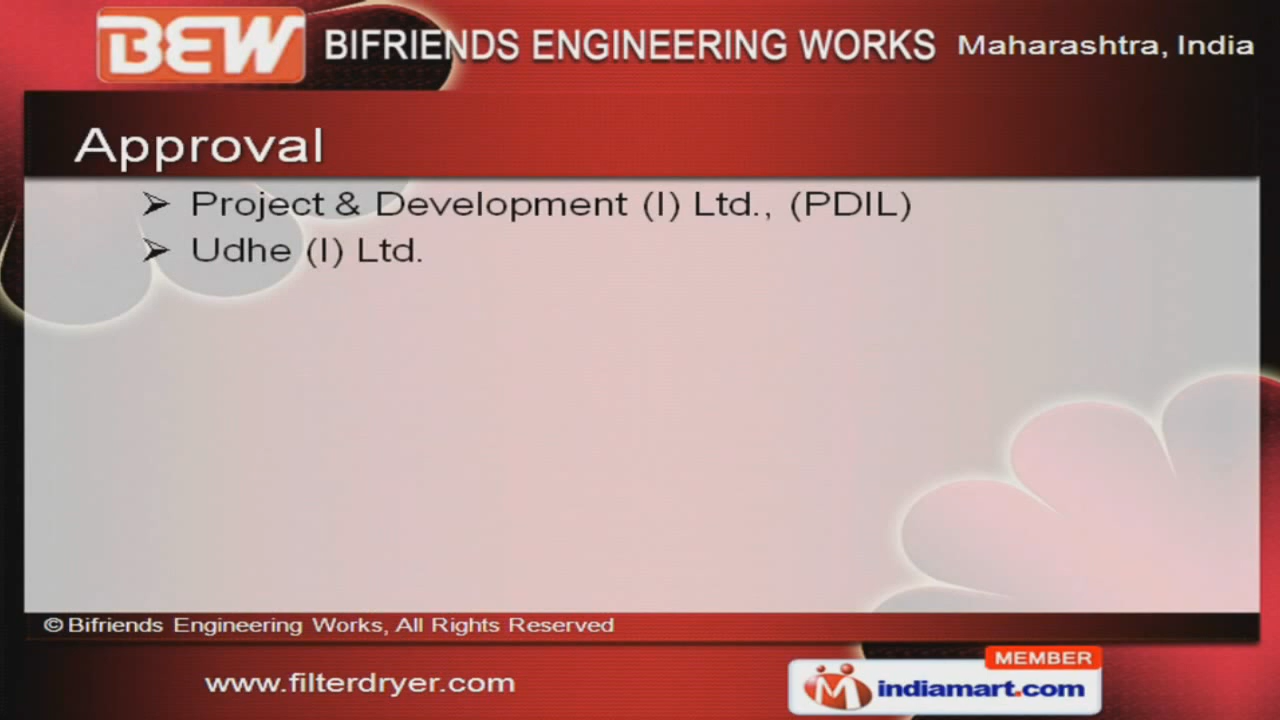 BEW BIFRIENDS ENGINEERING WORKS Maharashtra, India
Approval
➢ Project & Development (I) Ltd., (PDIL)
➢ Udhe (I) Ltd.
© Bifriends Engineering Works, All Rights Reserved
MEMBER
www.filterdryer.com
indiamart.com